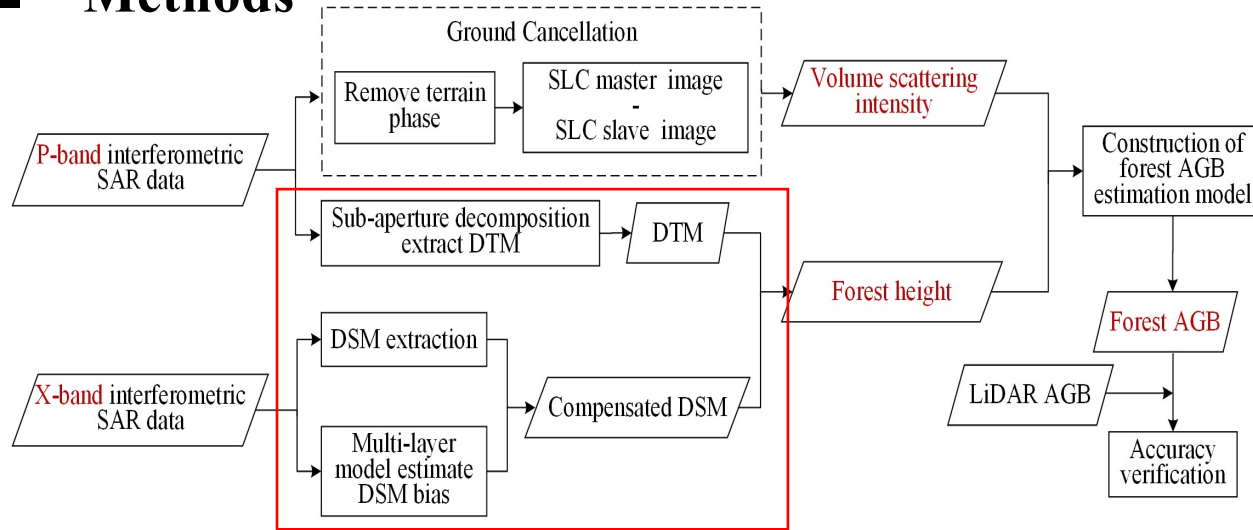 Methods
Ground Cancellation
Remove terrain
phase
SLC master image
-
SLC slave image
Volume scattering
intensity
P-band interferometric
SAR data
Construction of
forest AGB
estimation model
Sub-aperture decomposition
extract DTM
DTM
Forest height
DSM extraction
Forest AGB
X-band interferometric
SAR data
Compensated DSM
LiDAR AGB
Multi-layer
model estimate
DSM bias
Accuracy
verification